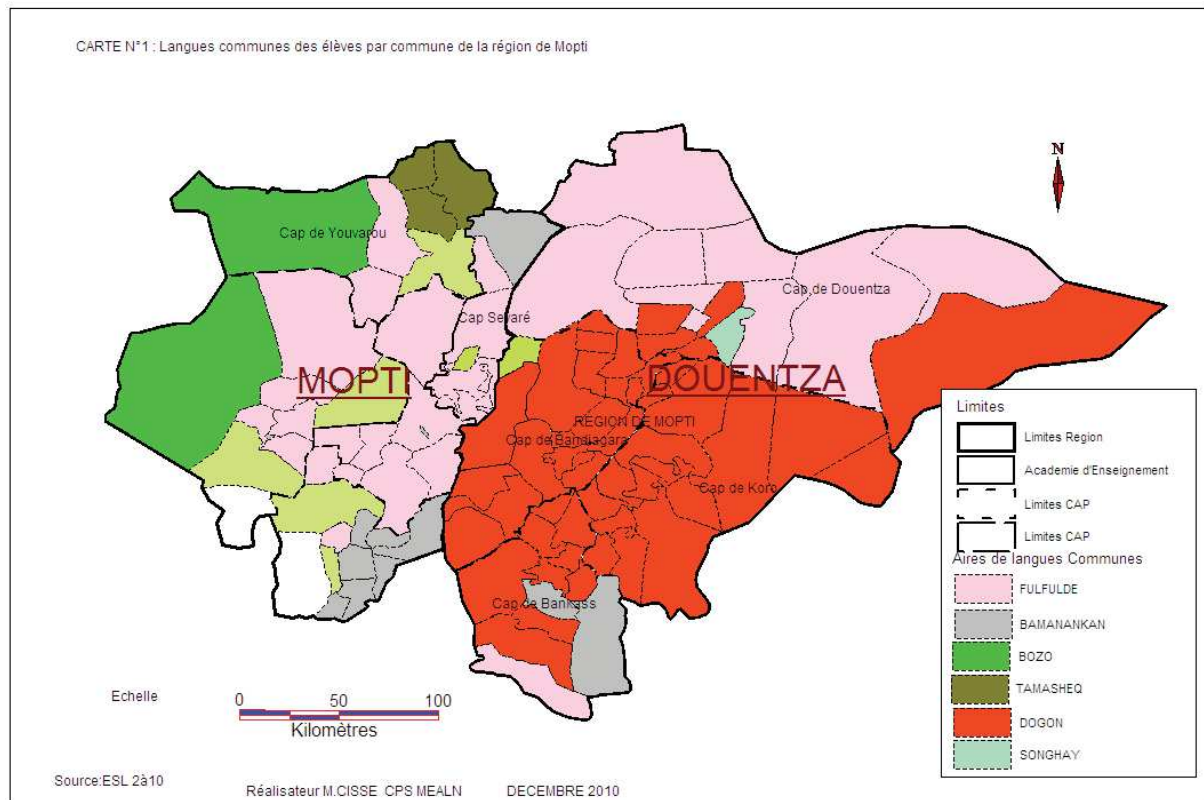 CARTE N°1 : Langues communes des élèves par commune de la région de Mopti
N
Cap de Youvarou
Cap de Douentza
Cap Sevaré
MOPTI
DOUENTZA
REGION DE MOPTI
Cap de Bandiagara
Cap de Koro
Cap de Bankass
Limites
Limites Region
Academie d'Enseignement
Limites CAP
Limites CAP
Aires de langues Communes
FULFULDE
BAMANANKAN
BOZO
TAMASHEQ
DOGON
SONGHAY
Echelle
0 50 100
Kilomètres
Source:ESL 2à10
Réalisateur M.CISSE CPS MEALN DECEMBRE 2010